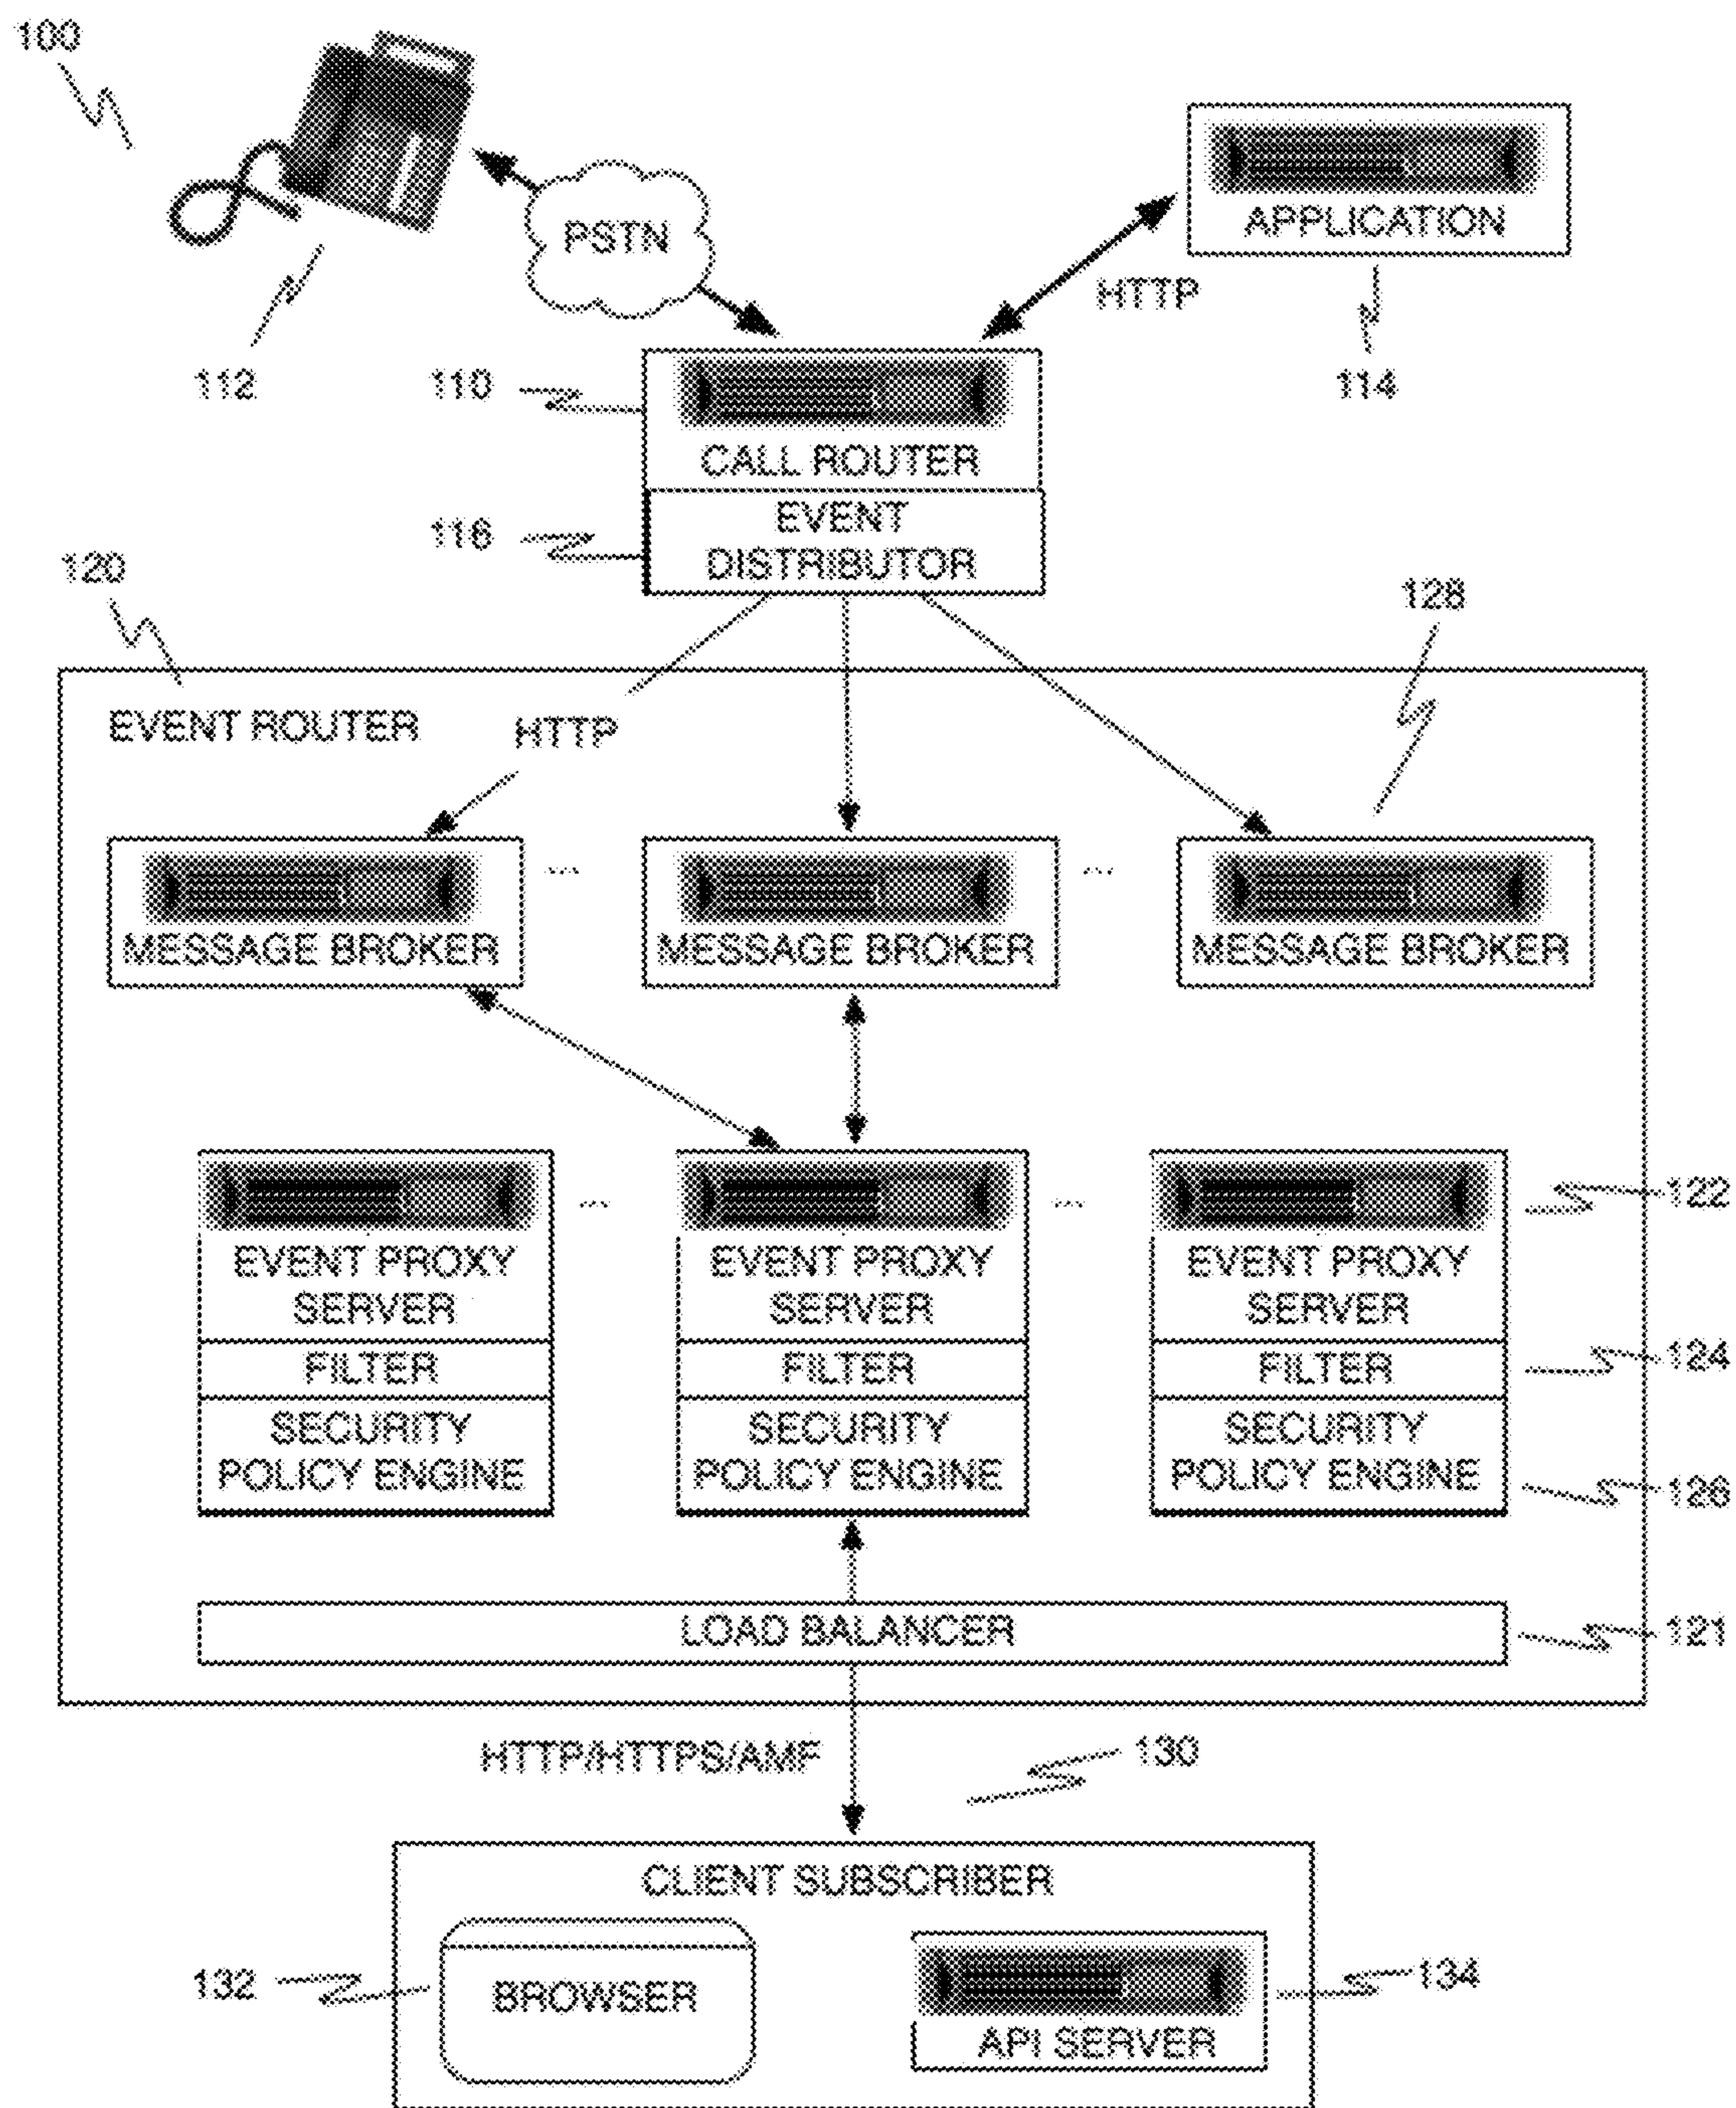 100
PSTN
APPLICATION
HTTP
112
110
114
CALL ROUTER
116
EVENT
DISTRIBUTOR
120
128
EVENT ROUTER
HTTP
...
...
MESSAGE BROKER
MESSAGE BROKER
MESSAGE BROKER
...
...
122
EVENT PROXY
SERVER
EVENT PROXY
SERVER
EVENT PROXY
SERVER
FILTER
FILTER
FILTER
124
SECURITY
POLICY ENGINE
SECURITY
POLICY ENGINE
SECURITY
POLICY ENGINE
126
LOAD BALANCER
121
HTTP/HTTPS/AMF
130
CLIENT SUBSCRIBER
132
BROWSER
134
API SERVER